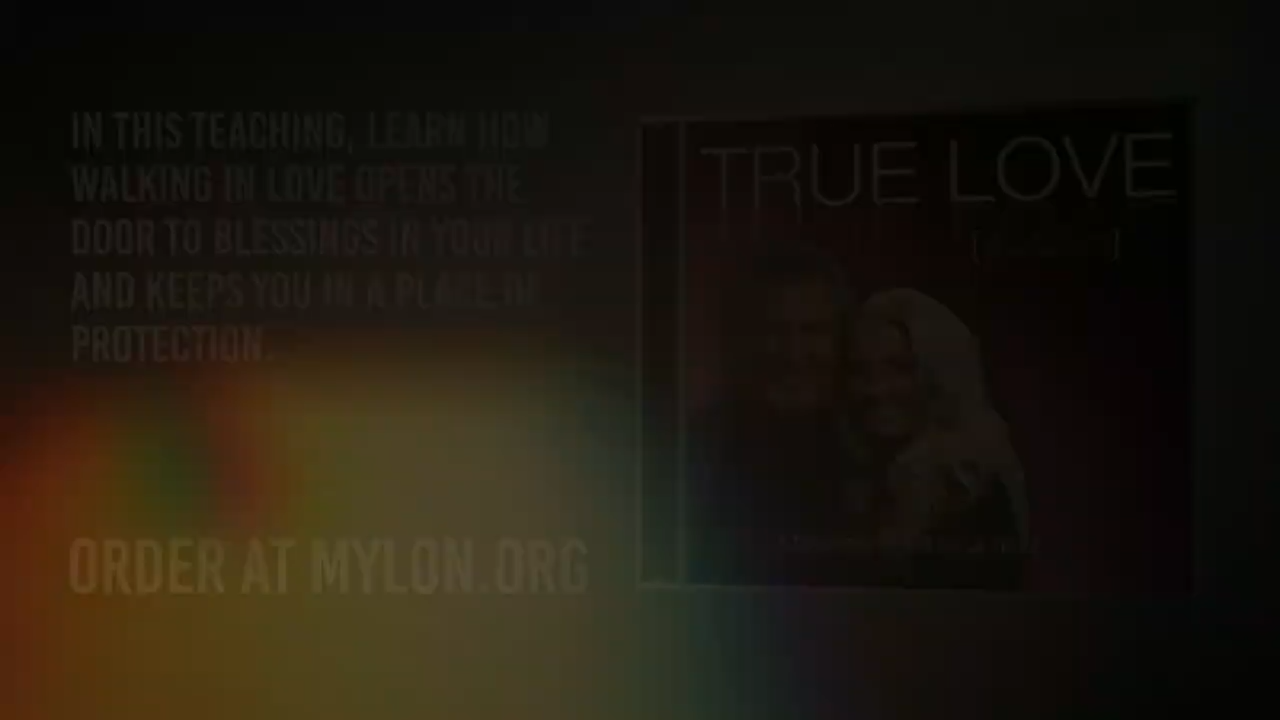 IN THIS TEACHING, LEARN HOW
WALKING IN LOVE OPENS THE
DOOR TO BLESSINGS IN YOUR LIFE
AND KEEPS YOU IN A PLACE OF
PROTECTION.
ORDER AT MYLON.ORG
TRUE LOVE